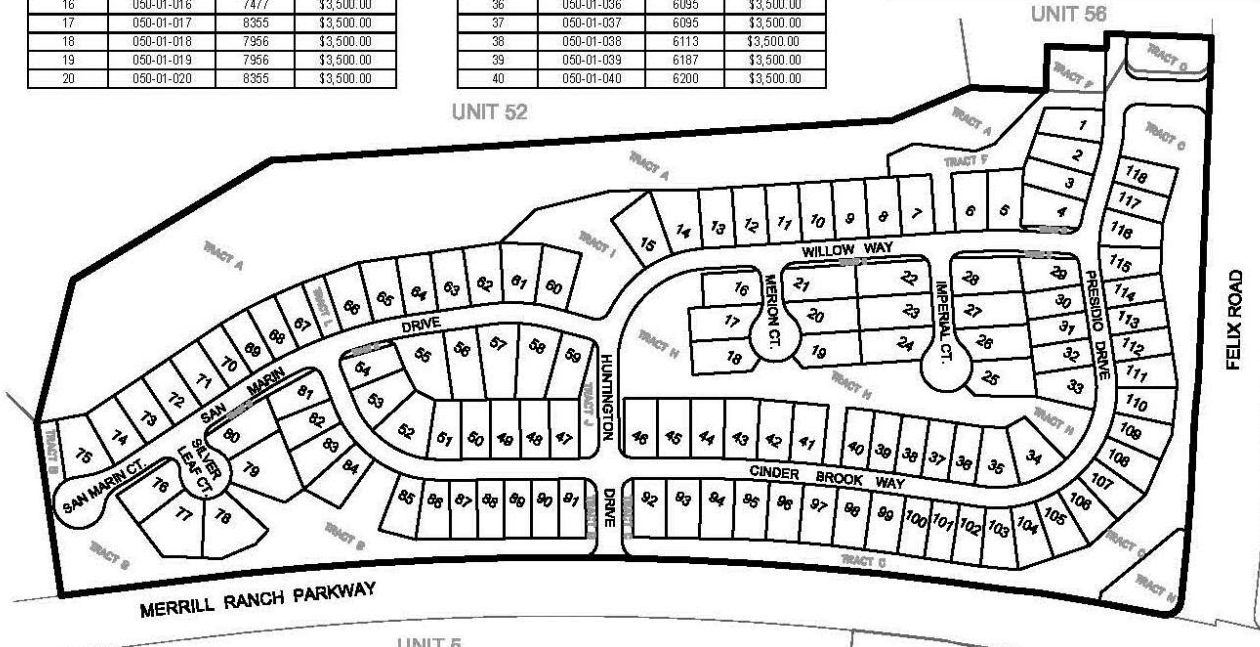 16 050-01-016 7477 $3,500.00
17 050-01-017 8355 $3,500.00
18 050-01-018 7956 $3,500.00
19 050-01-019 7956 $3,500.00
20 050-01-020 8355 $3,500.00
36 050-01-036 6095 $3,500.00
37 050-01-037 6095 $3,500.00
38 050-01-038 6113 $3,500.00
39 050-01-039 6187 $3,500.00
40 050-01-040 6200 $3,500.00
UNIT 56
UNIT 52
TRACT G
TRACT F
TRACT A
TRACT G
TRACT A
TRACT F
TRACT A
TRACT I
TRACT L
1
2
3
4
118
117
116
115
114
113
112
111
110
109
108
107
106
15 14 13 12 11 10 9 8 7 6 5
WILLOW WAY
16
17
18
MERION CT.
21
20
19
22
23
24
IMPERIAL CT.
28
27
26
25
29
30
31
32
33
PRESIDIO DRIVE
FELIX ROAD
TRACT H
TRACT H
TRACT H
75 74 73 72 71 70 69 68 67 66 65 64 63 62 61 60
SAN MARIN DRIVE
54 55 56 57 58 59
53
52 51 50 49 48 47
TRACT J
HUNTINGTON DRIVE
46 45 44 43 42 41 40 39 38 37 36 35 34
CINDER BROOK WAY
81
82
83
84
80
79
SILVER LEAF CT.
SAN MARIN CT.
76
77
78
TRACT B
TRACT B
TRACT B
85 86 87 88 89 90 91
92 93 94 95 96 97 98 99 100 101 102 103 104 105
TRACT C
TRACT N
MERRILL RANCH PARKWAY
UNIT 5